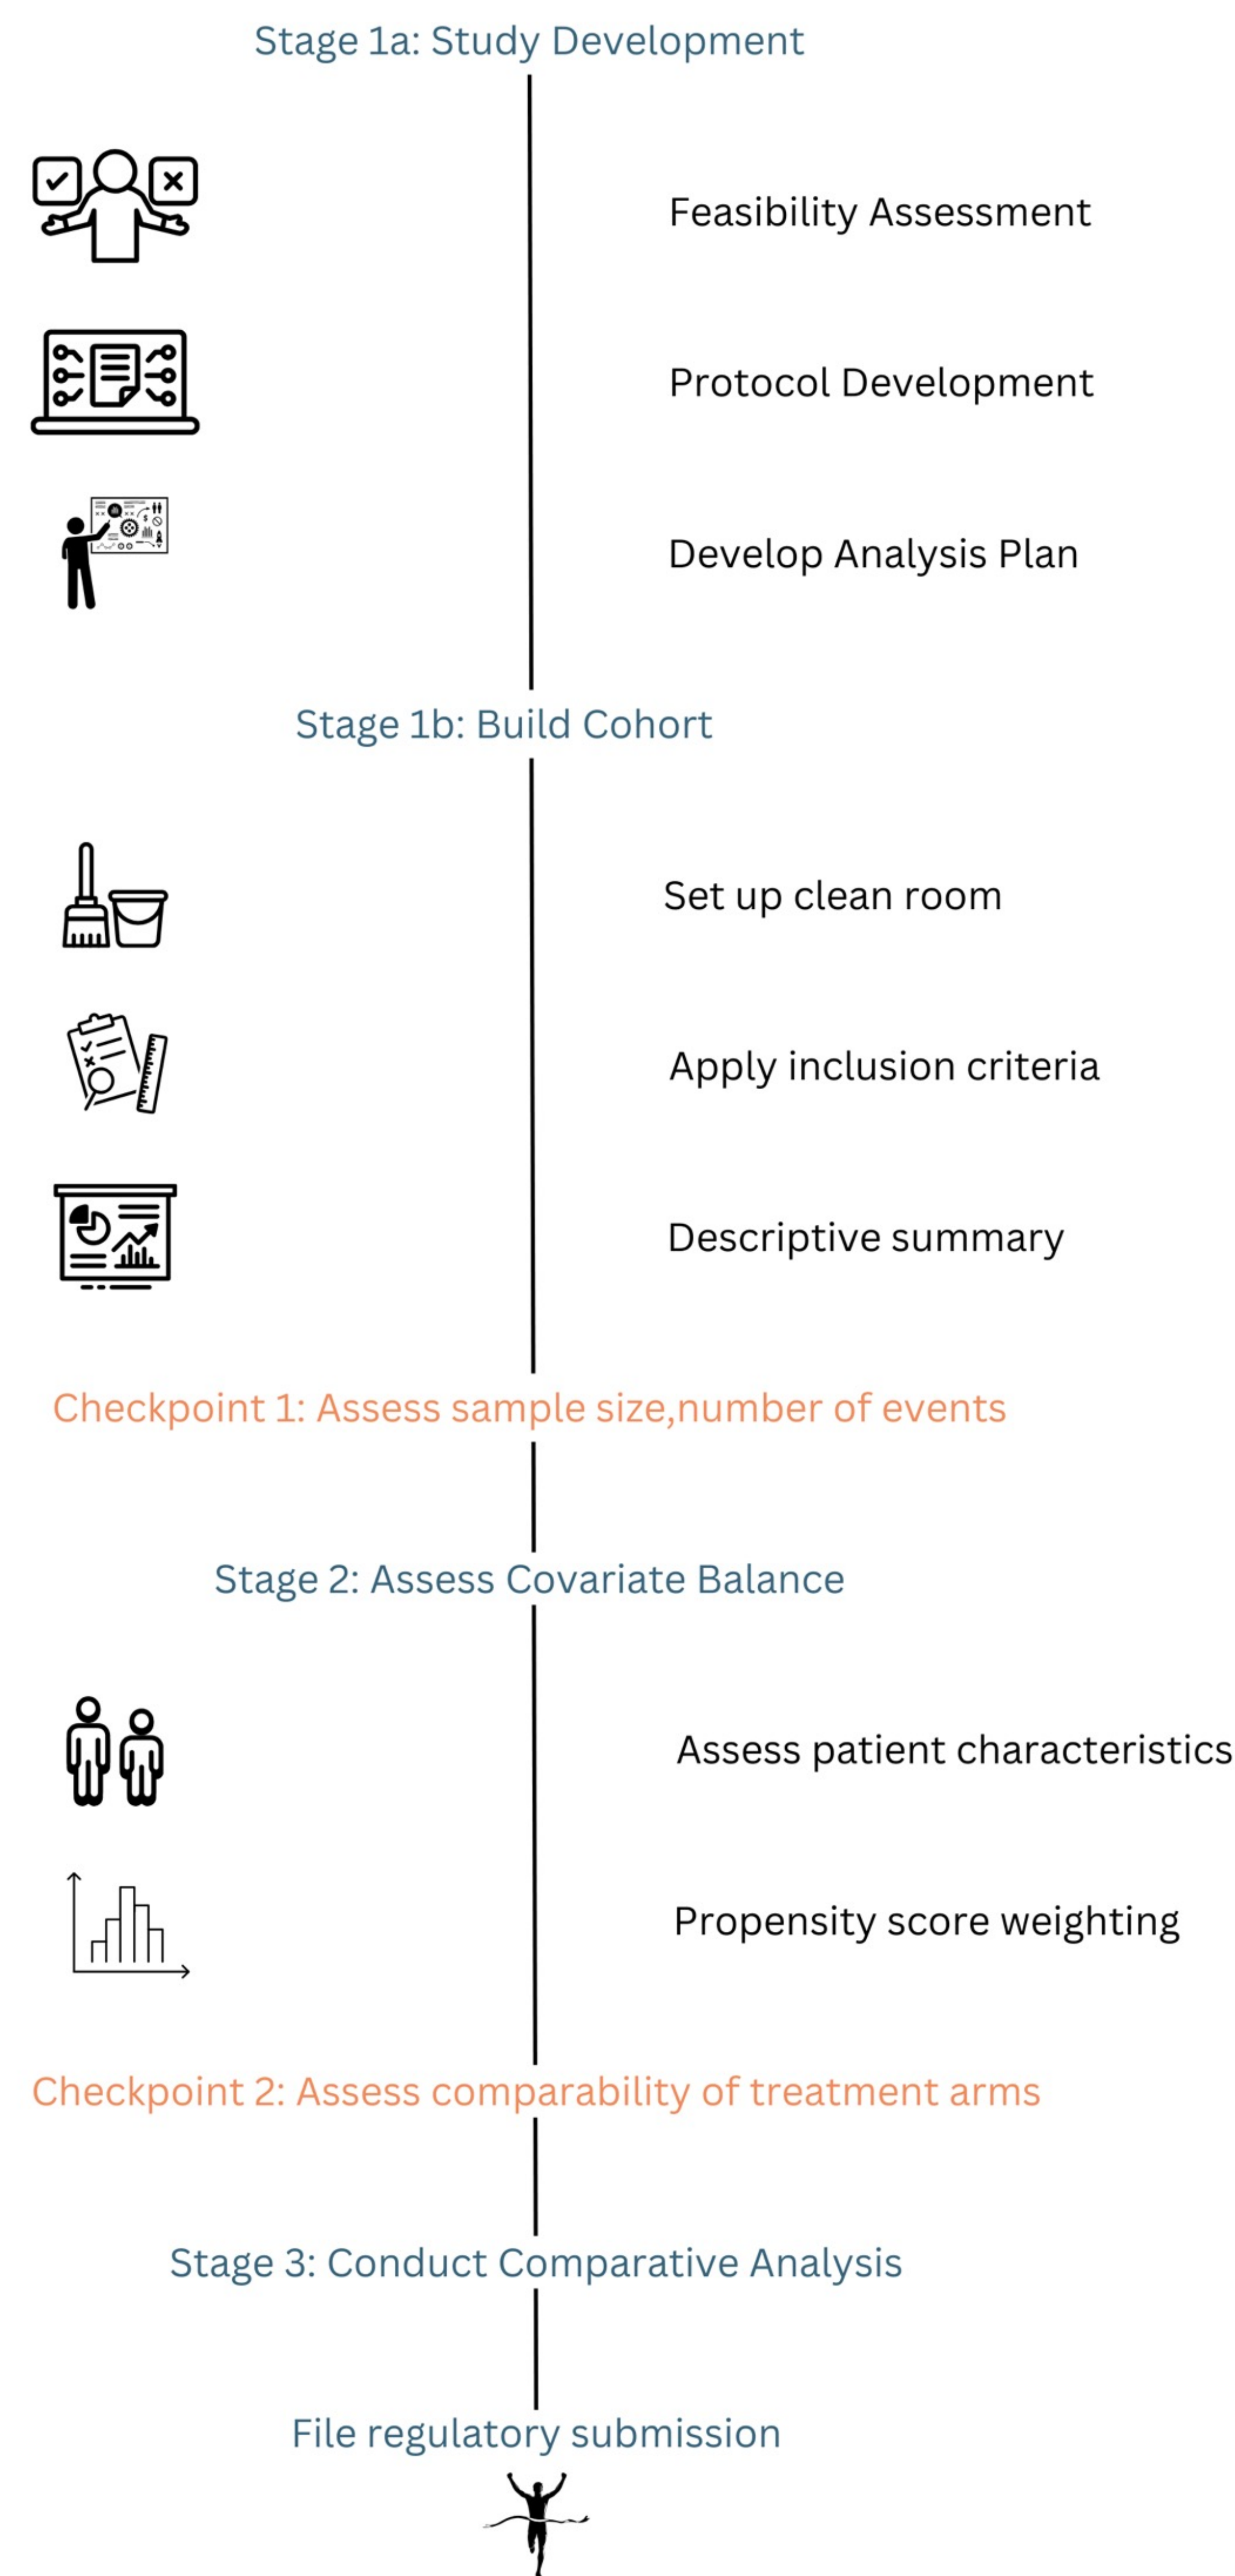 Stage 1a: Study Development
Feasibility Assessment
Protocol Development
Develop Analysis Plan
Stage 1b: Build Cohort
Set up clean room
Apply inclusion criteria
Descriptive summary
Checkpoint 1: Assess sample size,number of events
Stage 2: Assess Covariate Balance
Assess patient characteristics
Propensity score weighting
Checkpoint 2: Assess comparability of treatment arms
Stage 3: Conduct Comparative Analysis
File regulatory submission